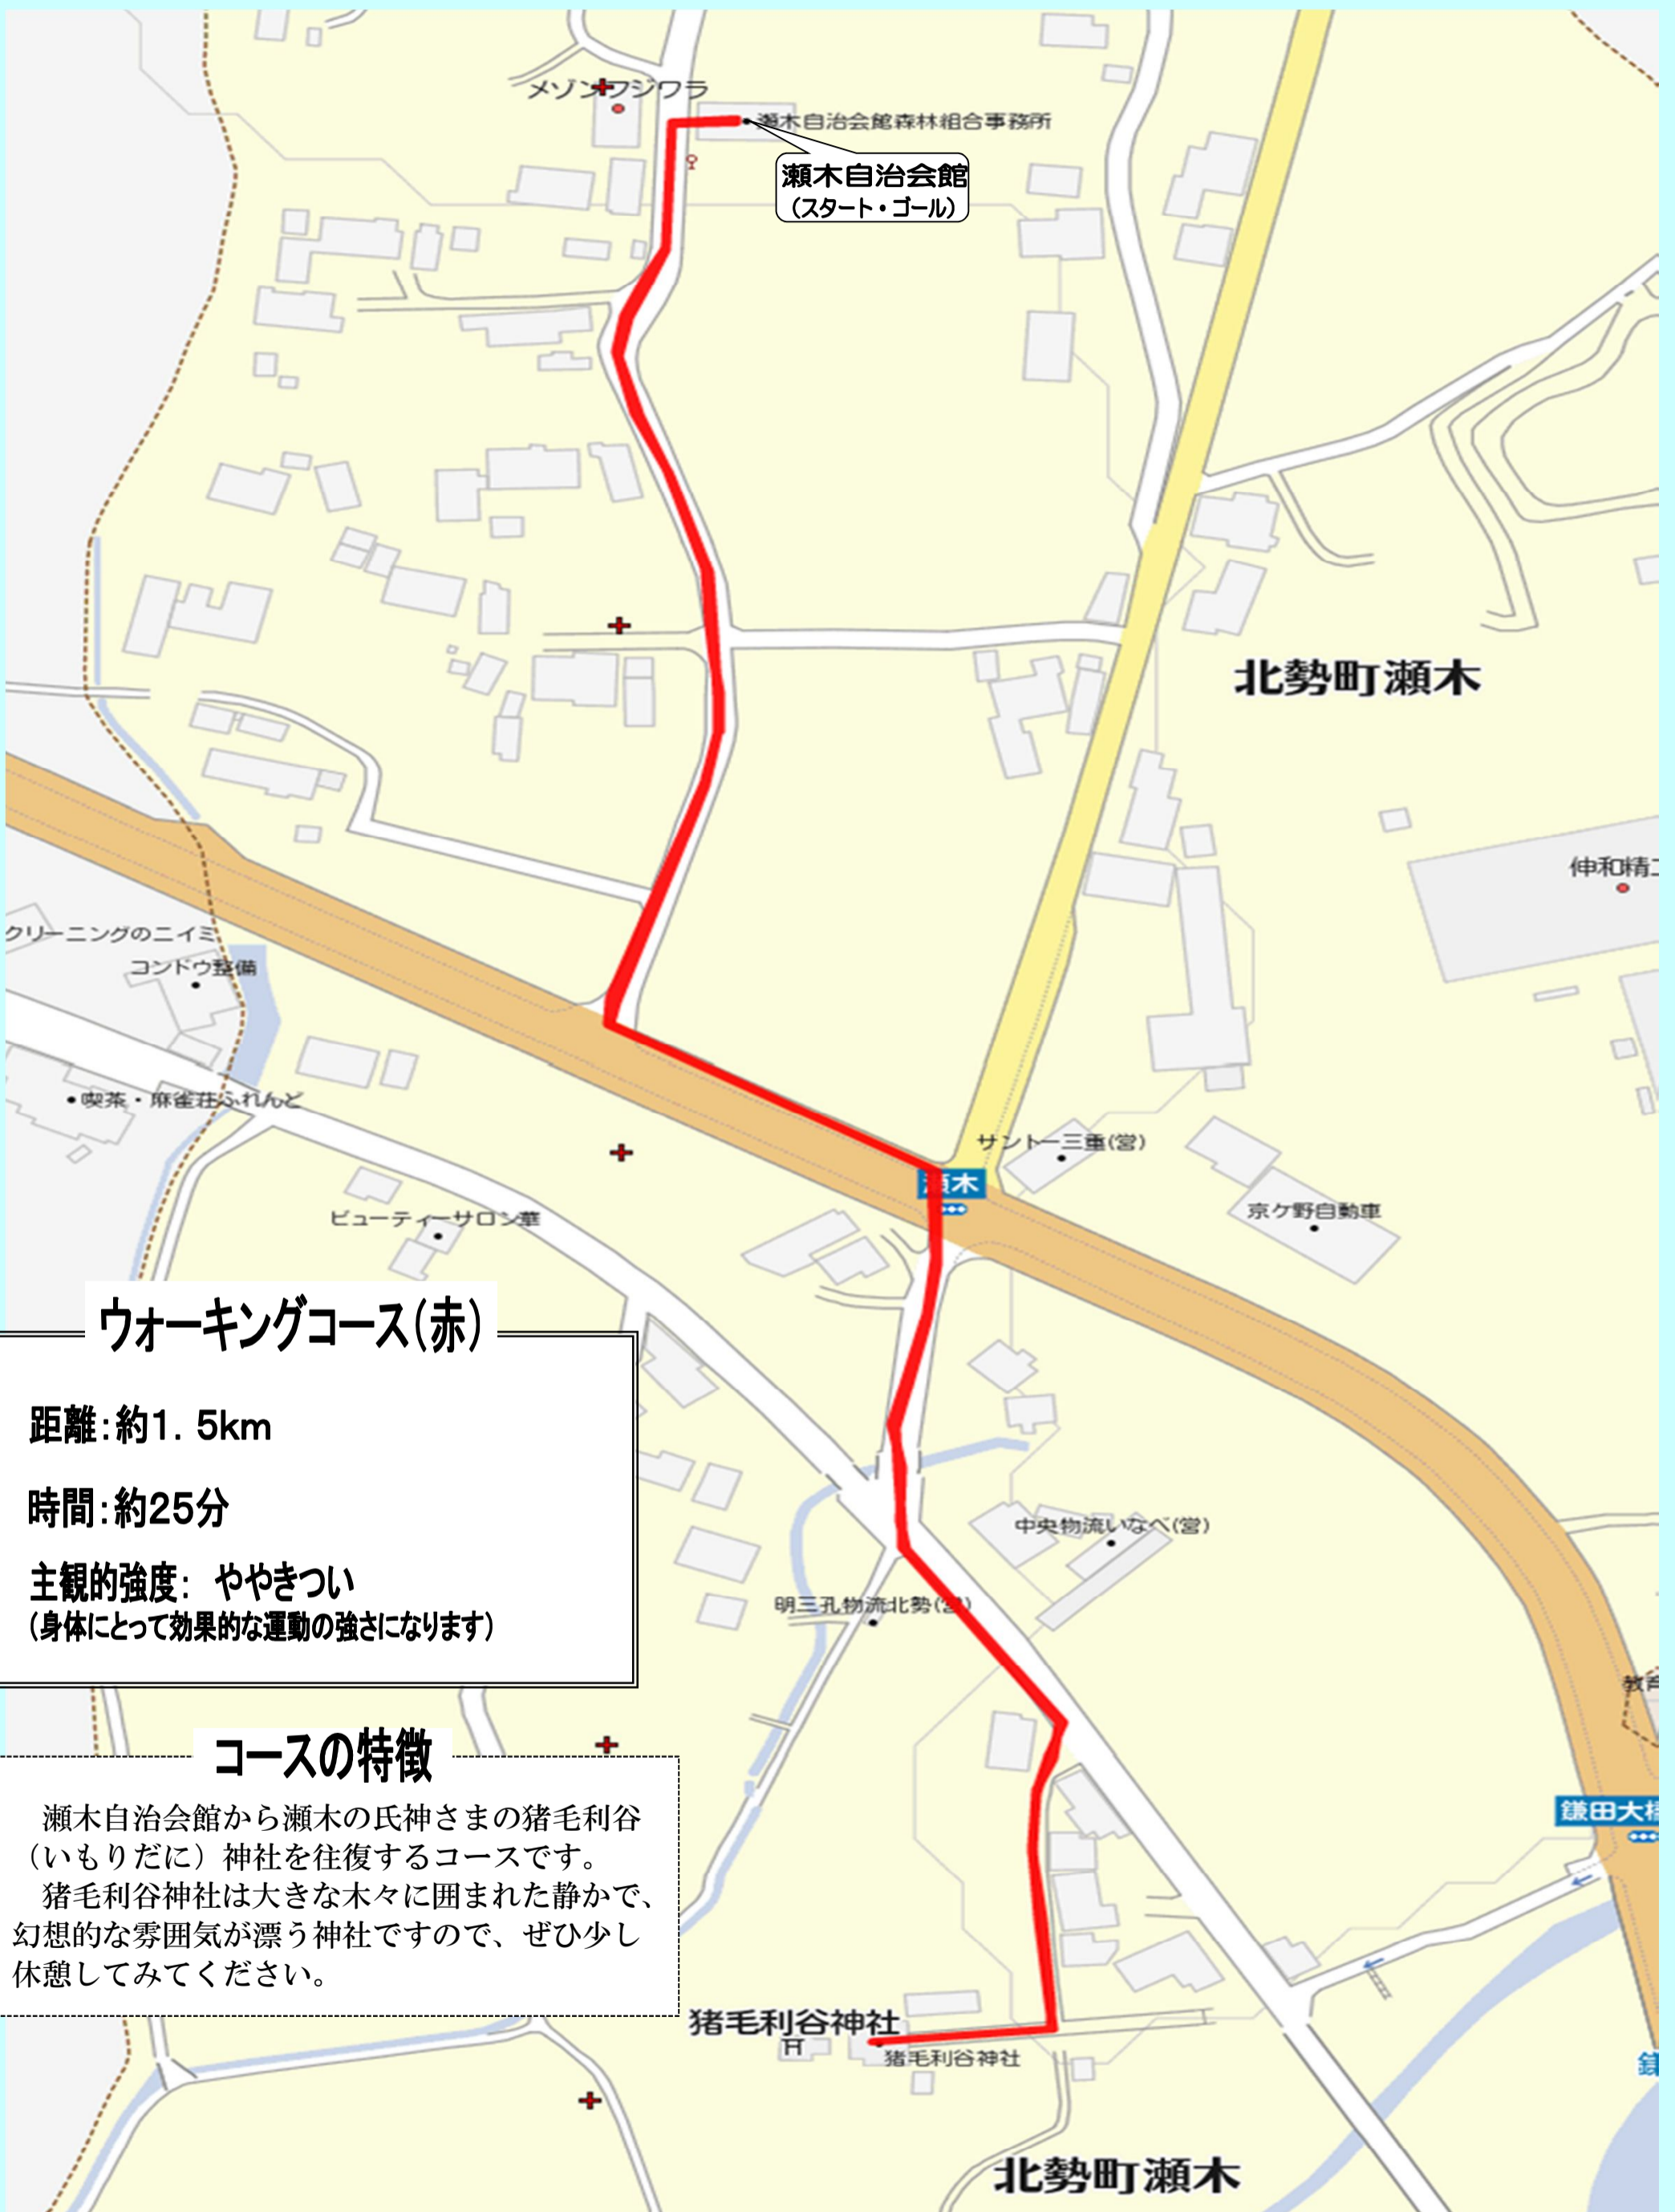 メゾンフジワラ
瀬木自治会館森林組合事務所
瀬木自治会館
（スタート・ゴール）
北勢町瀬木
伸和精工
クリーニングのニイミ
コンドウ整備
喫茶・麻雀荘ふれんど
サントー三重(営)
瀬木
京ケ野自動車
ビューティーサロン華
ウォーキングコース（赤）
距離：約1．5km
時間：約25分
主観的強度： ややきつい
（身体にとって効果的な運動の強さになります）
中央物流いなべ(営)
明三孔物流北勢(営)
教育
コースの特徴
　瀬木自治会館から瀬木の氏神さまの猪毛利谷
（いもりだに）神社を往復するコースです。
　猪毛利谷神社は大きな木々に囲まれた静かで、
幻想的な雰囲気が漂う神社ですので、ぜひ少し
休憩してみてください。
鎌田大橋
猪毛利谷神社
猪毛利谷神社
鎌
北勢町瀬木